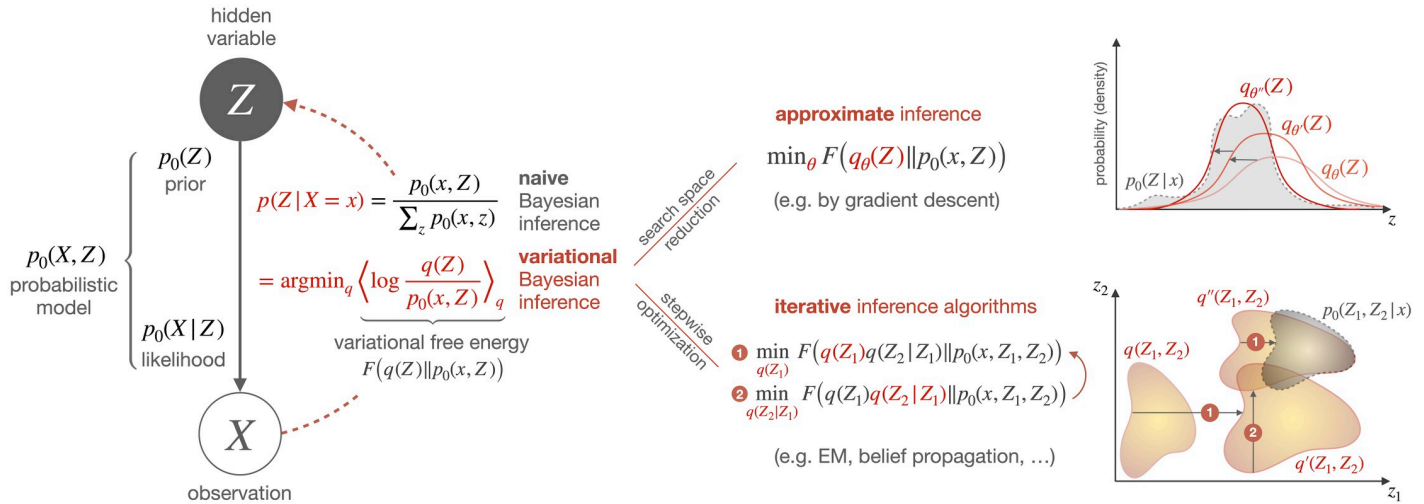 hidden
variable
Z
p₀(Z)
prior
p₀(X, Z)
probabilistic
model
p₀(X|Z)
likelihood
X
observation
p(Z|X = x) = p₀(x, Z) / ∑_z p₀(x, z)
naive
Bayesian
inference
= argmin_q ⟨log q(Z) / p₀(x, Z)⟩_q
variational
Bayesian
inference
variational free energy
F(q(Z)‖p₀(x, Z))
search space
reduction
stepwise
optimization
approximate inference
min_θ F(q_θ(Z)‖p₀(x, Z))
(e.g. by gradient descent)
iterative inference algorithms
1 min_{q(Z₁)} F(q(Z₁)q(Z₂|Z₁)‖p₀(x, Z₁, Z₂))
2 min_{q(Z₂|Z₁)} F(q(Z₁)q(Z₂|Z₁)‖p₀(x, Z₁, Z₂))
(e.g. EM, belief propagation, …)
probability (density)
q_θ″(Z)
q_θ′(Z)
q_θ(Z)
p₀(Z|x)
z
z₂
q″(Z₁, Z₂)
p₀(Z₁, Z₂|x)
q(Z₁, Z₂)
1
1
2
q′(Z₁, Z₂)
z₁